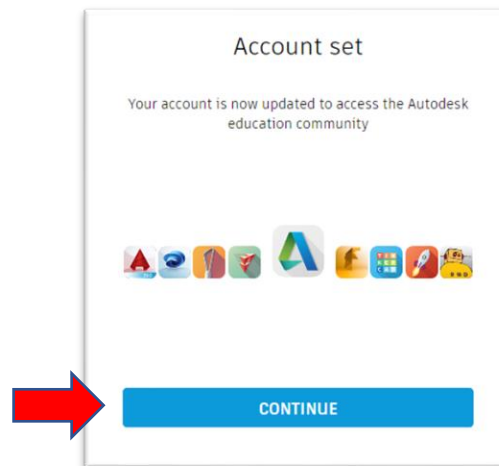 Account set
Your account is now updated to access the Autodesk
education community
CONTINUE